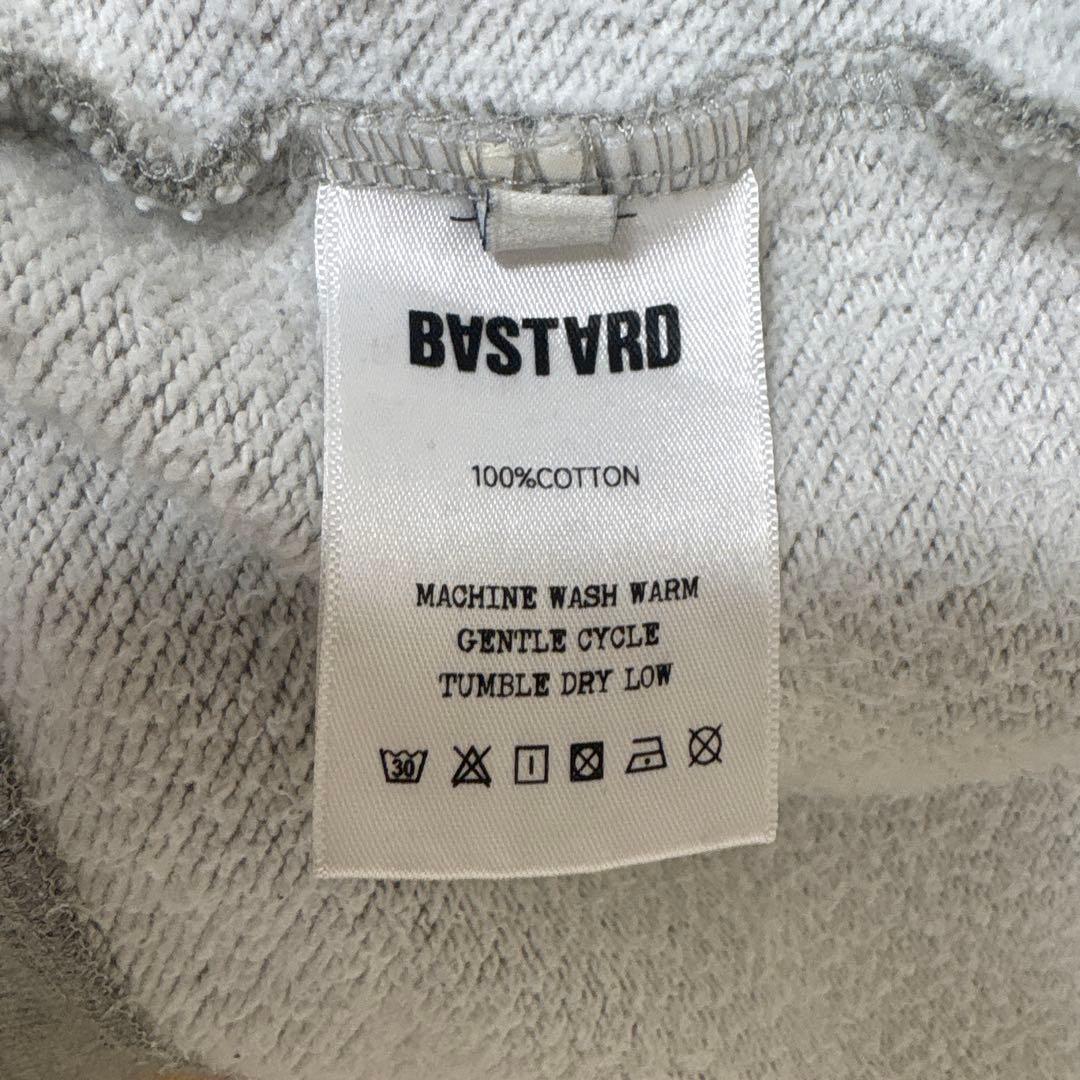 BASTARD
100%COTTON
MACHINE WASH WARM
GENTLE CYCLE
TUMBLE DRY LOW
30